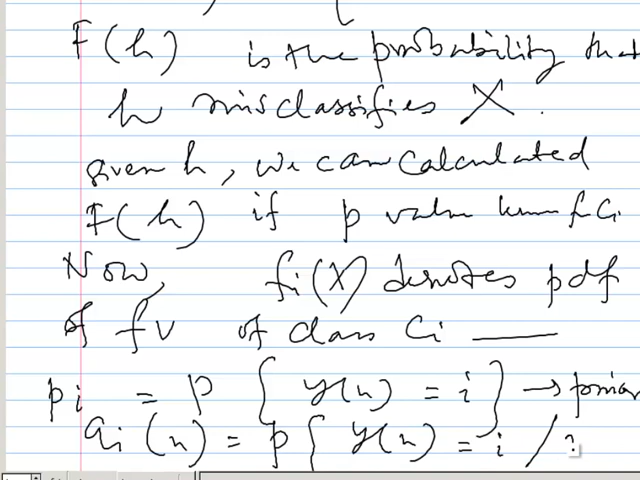 F(h) is the probability that
h misclassifies X.
given h, we can calculated
F(h) if p value known for Ci
Now, fi(X) denotes pdf
of fv of class Ci
pi = P { y(n) = i } → prior
qi(n) = P { y(n) = i /